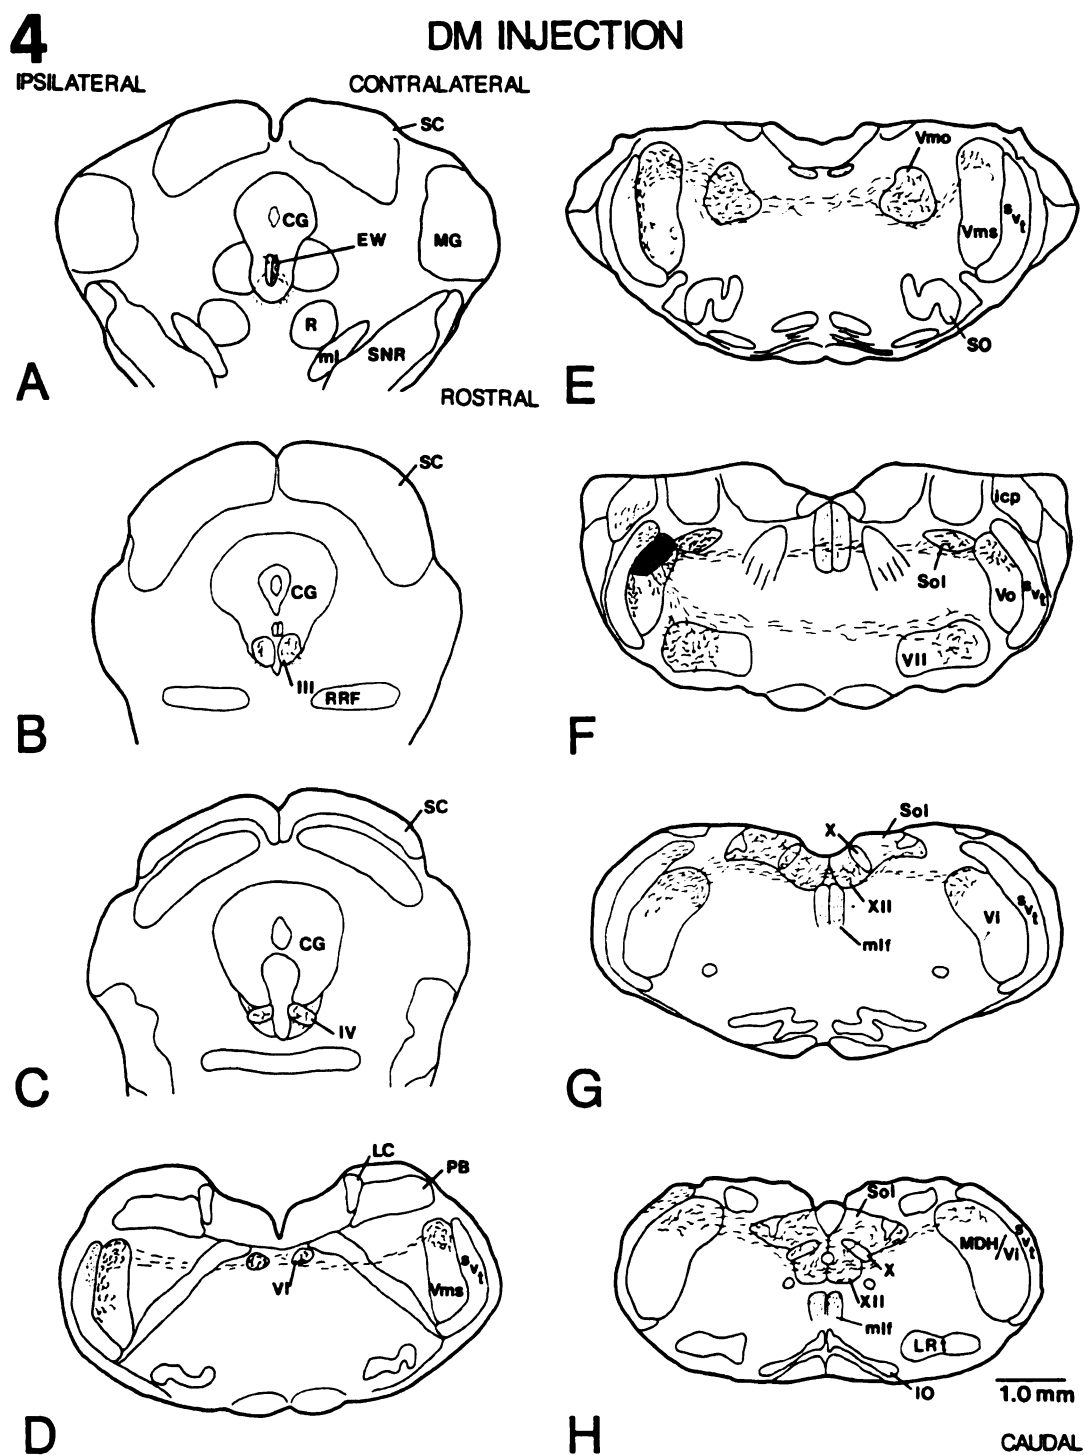 4
DM INJECTION
IPSILATERAL
CONTRALATERAL
SC
CG
EW
MG
R
ml
SNR
A
ROSTRAL
SC
CG
III
RRF
B
SC
CG
IV
C
LC
PB
VI
Vms
svt
D
Vmo
Vms
svt
SO
E
icp
Sol
Vo
svt
VII
F
X
Sol
XII
Vi
svt
mlf
G
Sol
MDH/Vi
svt
X
XII
mlf
LRt
IO
1.0 mm
H
CAUDAL